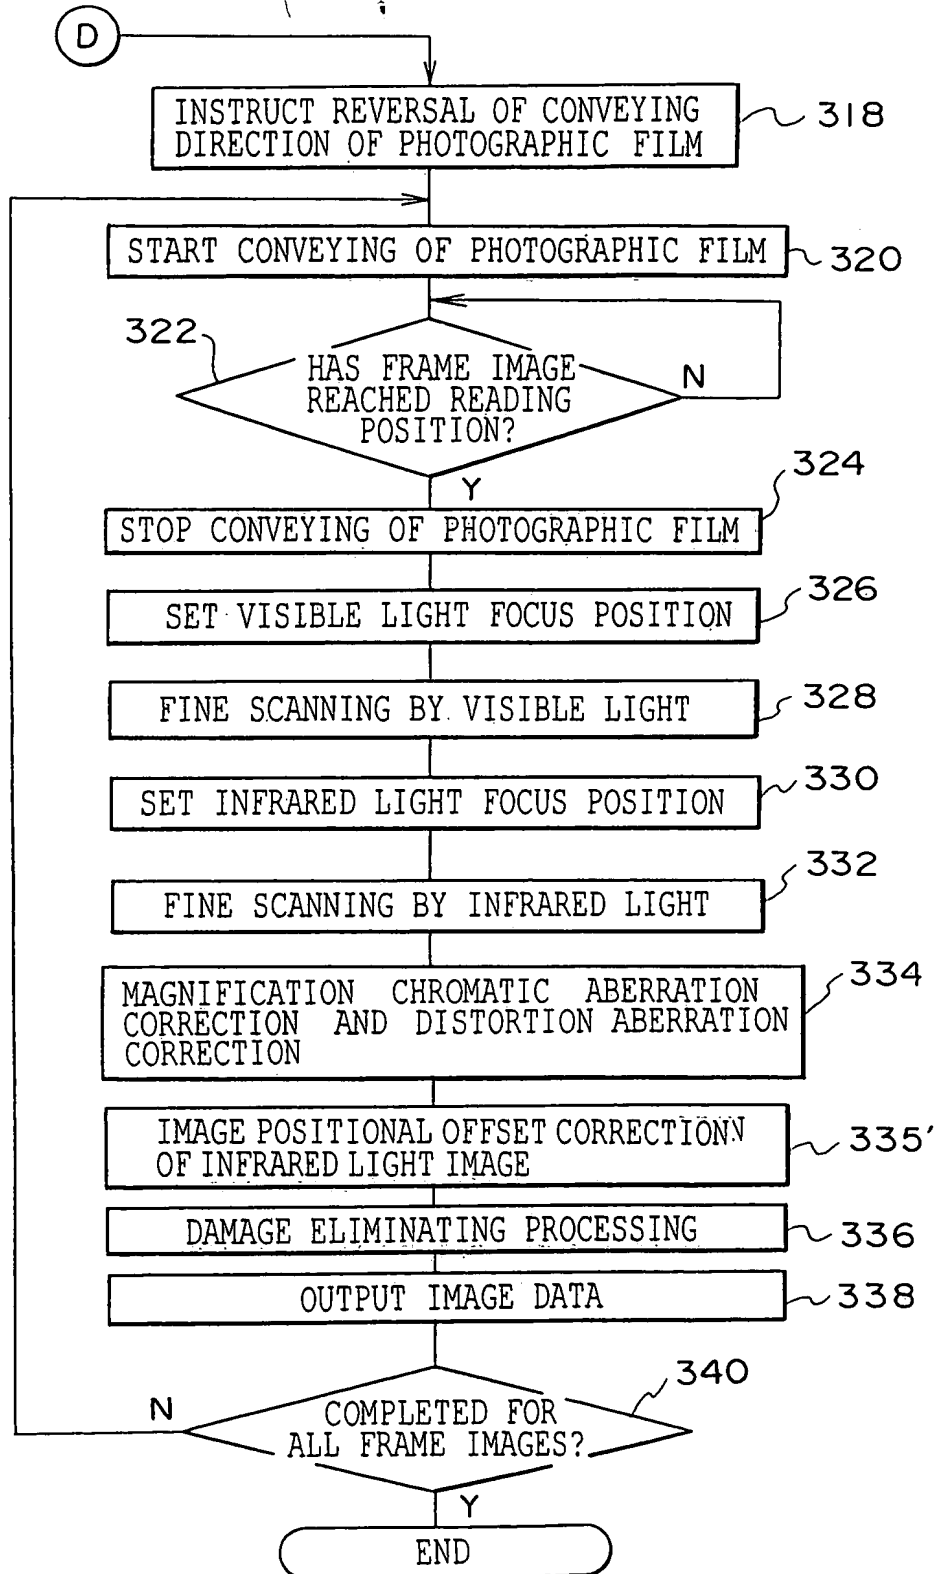 D
INSTRUCT REVERSAL OF CONVEYING
DIRECTION OF PHOTOGRAPHIC FILM
318
START CONVEYING OF PHOTOGRAPHIC FILM
320
322
HAS FRAME IMAGE
REACHED READING
POSITION?
N
Y
324
STOP CONVEYING OF PHOTOGRAPHIC FILM
326
SET VISIBLE LIGHT FOCUS POSITION
328
FINE SCANNING BY VISIBLE LIGHT
330
SET INFRARED LIGHT FOCUS POSITION
332
FINE SCANNING BY INFRARED LIGHT
334
MAGNIFICATION CHROMATIC ABERRATION
CORRECTION AND DISTORTION ABERRATION
CORRECTION
IMAGE POSITIONAL OFFSET CORRECTIONN
OF INFRARED LIGHT IMAGE
335'
DAMAGE ELIMINATING PROCESSING
336
OUTPUT IMAGE DATA
338
340
N
COMPLETED FOR
ALL FRAME IMAGES?
Y
END